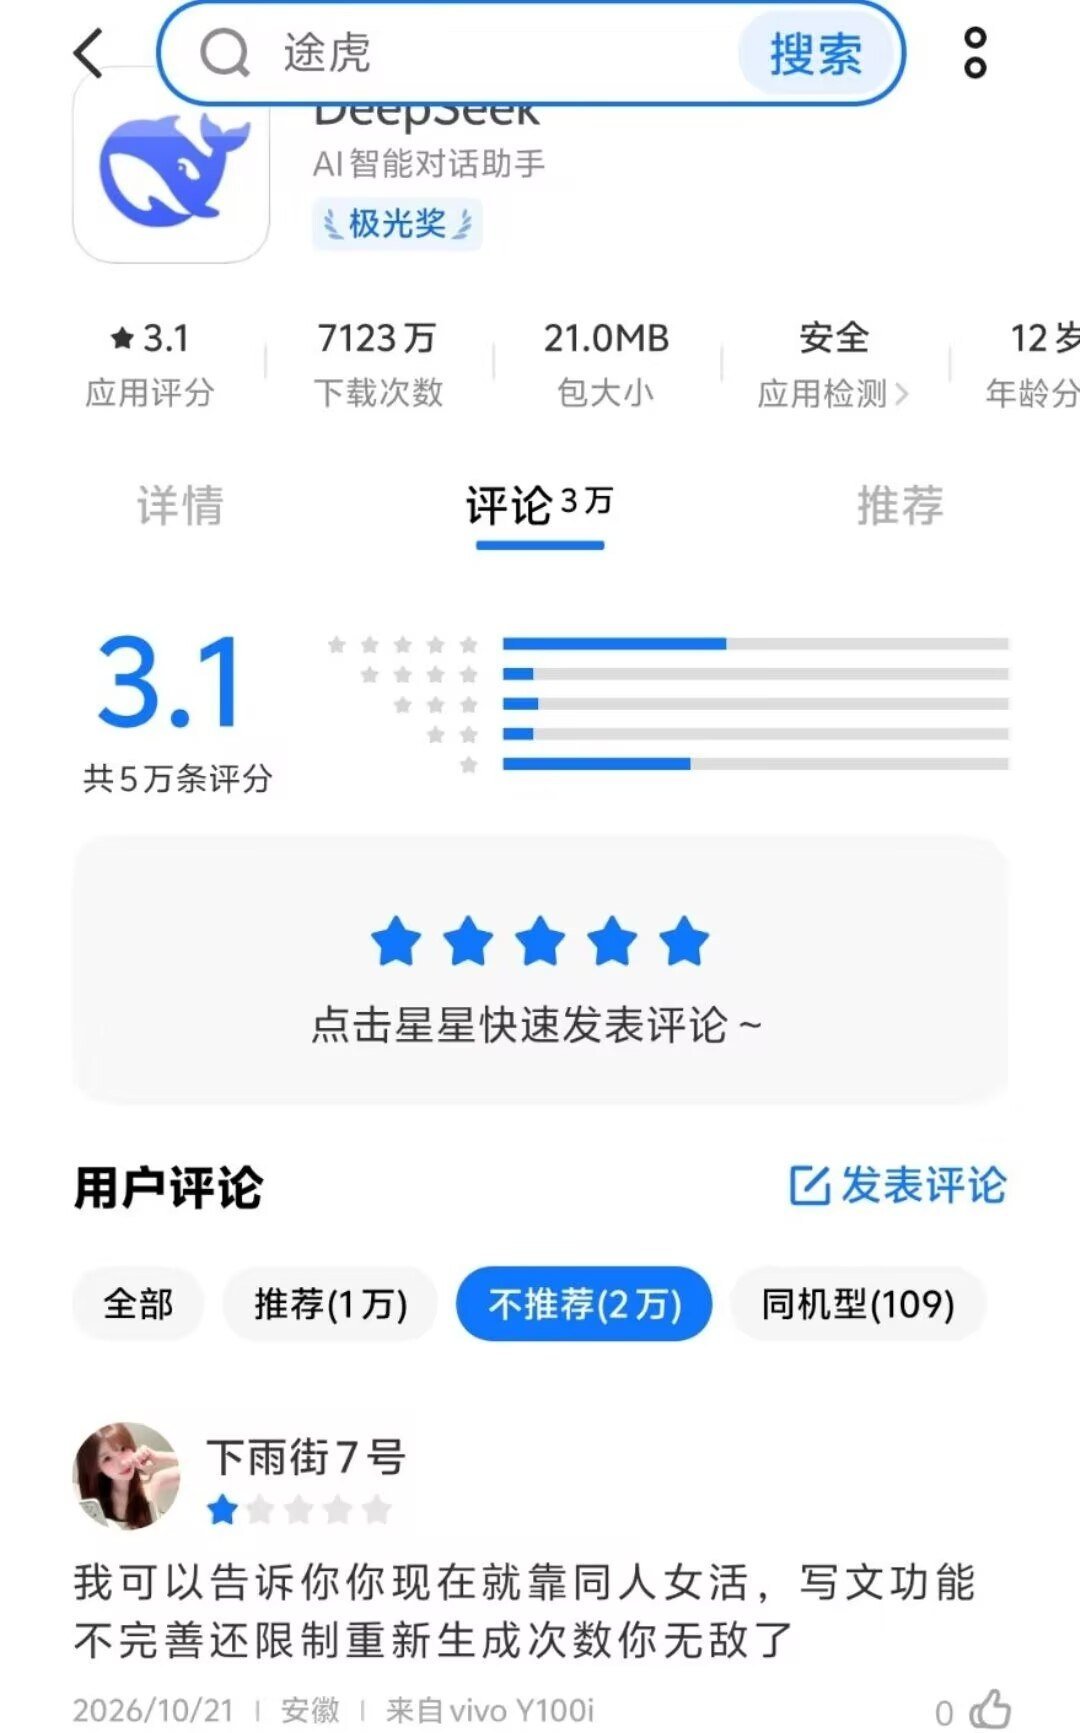 途虎
搜索
DeepSeek
AI智能对话助手
极光奖
3.1
7123万
21.0MB
安全
12岁
应用评分
下载次数
包大小
应用检测
年龄分
详情
评论3万
推荐
3.1
共5万条评分
点击星星快速发表评论~
用户评论
发表评论
全部
推荐(1万)
不推荐(2万)
同机型(109)
下雨街7号
我可以告诉你你现在就靠同人女活，写文功能
不完善还限制重新生成次数你无敌了
2026/10/21 | 安徽 | 来自vivo Y100i
0